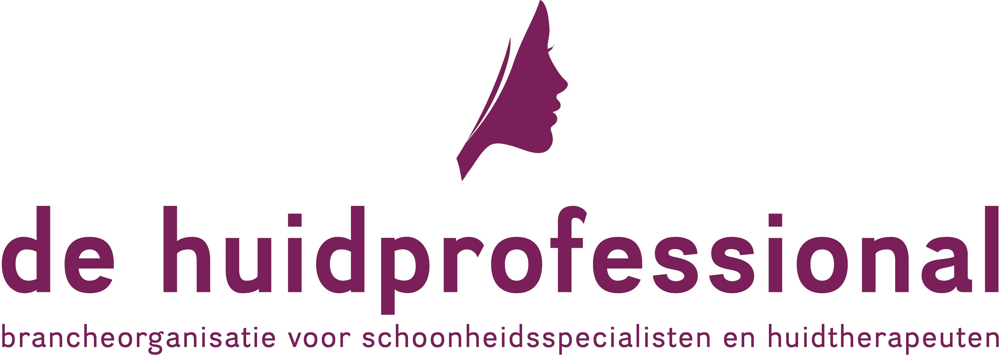 de huidprofessional
brancheorganisatie voor schoonheidsspecialisten en huidtherapeuten